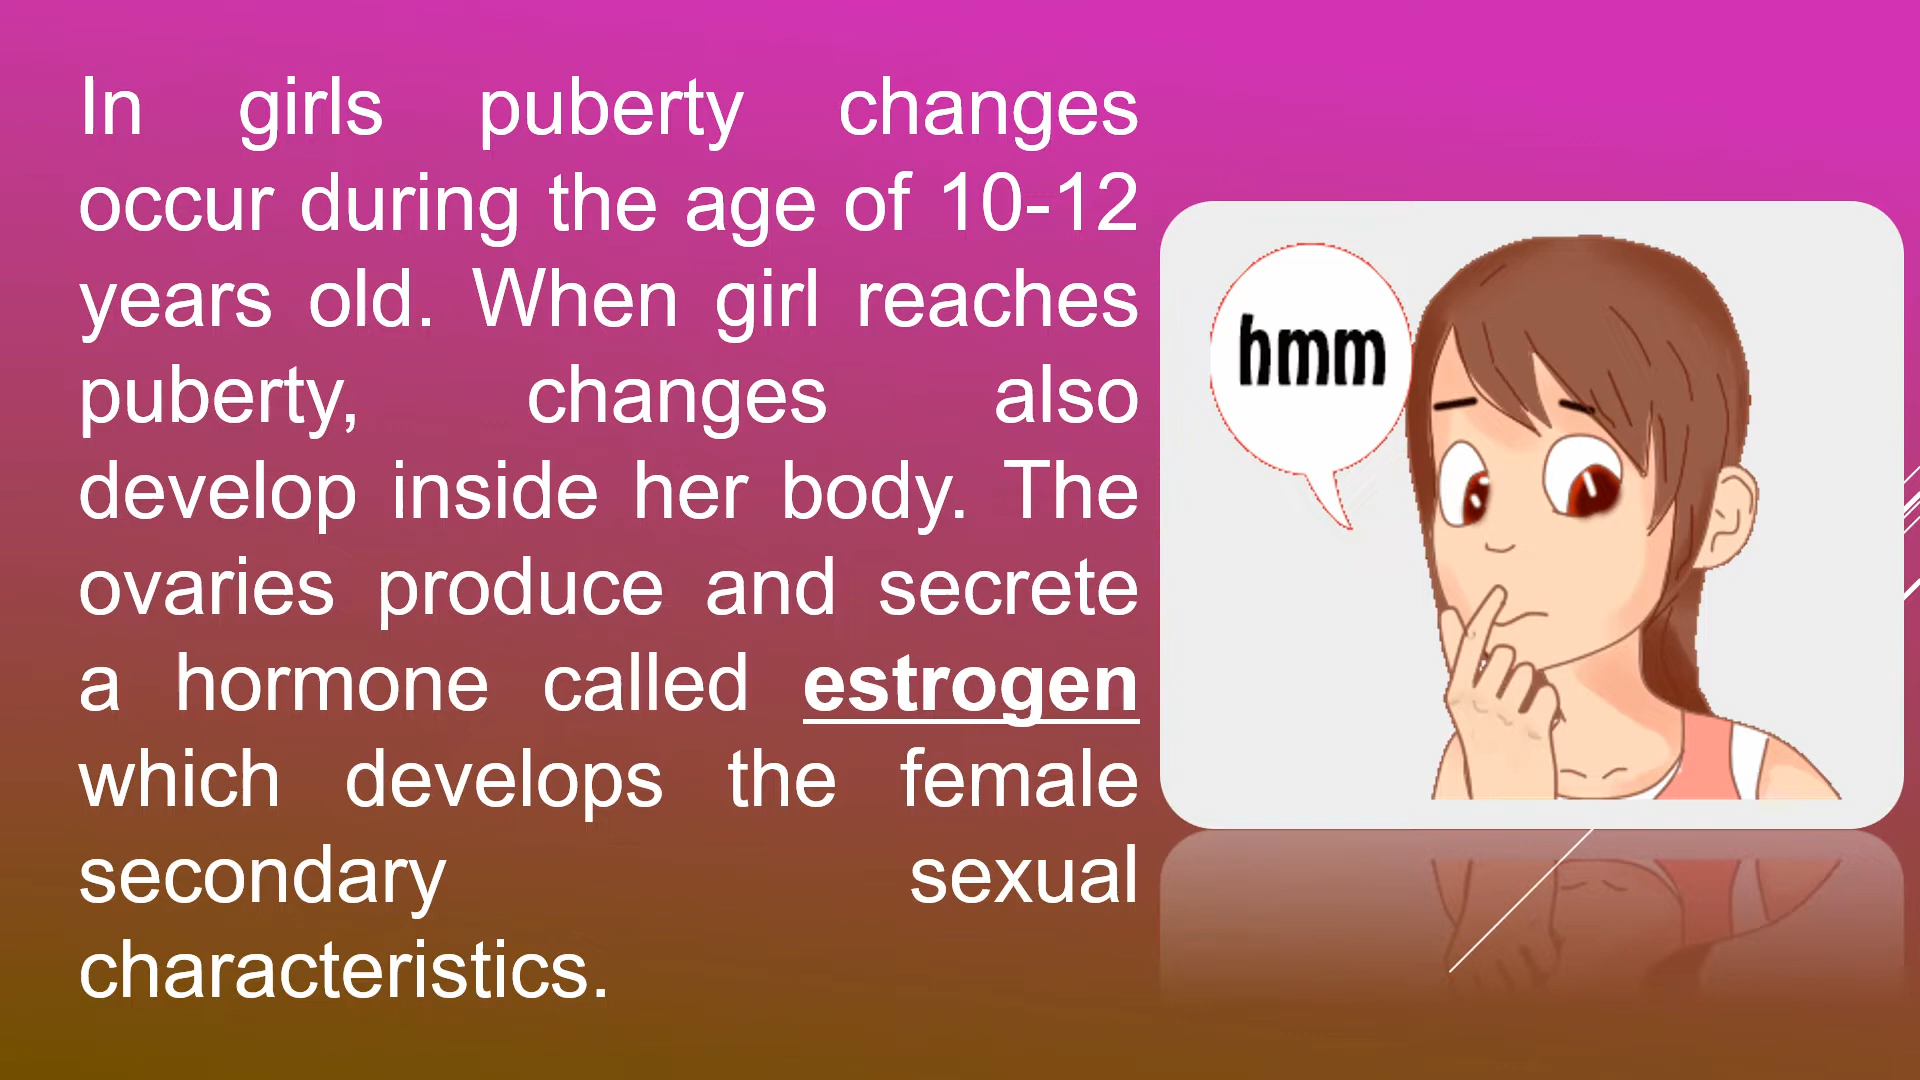 In girls puberty changes
occur during the age of 10-12
years old. When girl reaches
puberty, changes also
develop inside her body. The
ovaries produce and secrete
a hormone called estrogen
which develops the female
secondary sexual
characteristics.
hmm